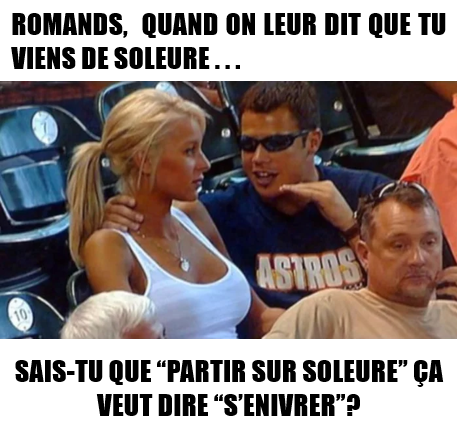 ROMANDS, QUAND ON LEUR DIT QUE TU
VIENS DE SOLEURE . . .
ASTROS
10
SAIS-TU QUE “PARTIR SUR SOLEURE” ÇA
VEUT DIRE “S’ENIVRER”?